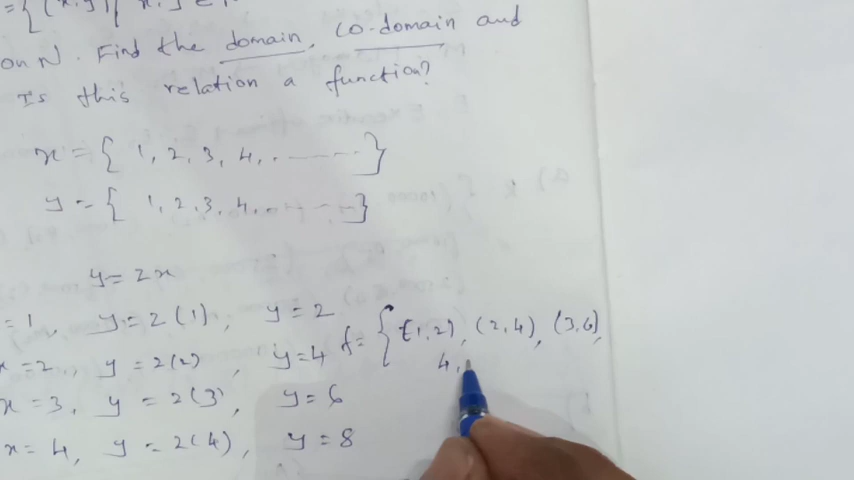 ={(x,y)|x,y ∈
on N. Find the domain, co-domain and
Is this relation a function?
x = { 1, 2, 3, 4, . ------ }
y = { 1, 2, 3, 4, ....... }
y = 2x
= 1, y = 2(1), y = 2
x = 2, y = 2(2), y = 4
f = { (1,2), (2,4), (3,6),
4,
x = 3, y = 2(3), y = 6
x = 4, y = 2(4), y = 8